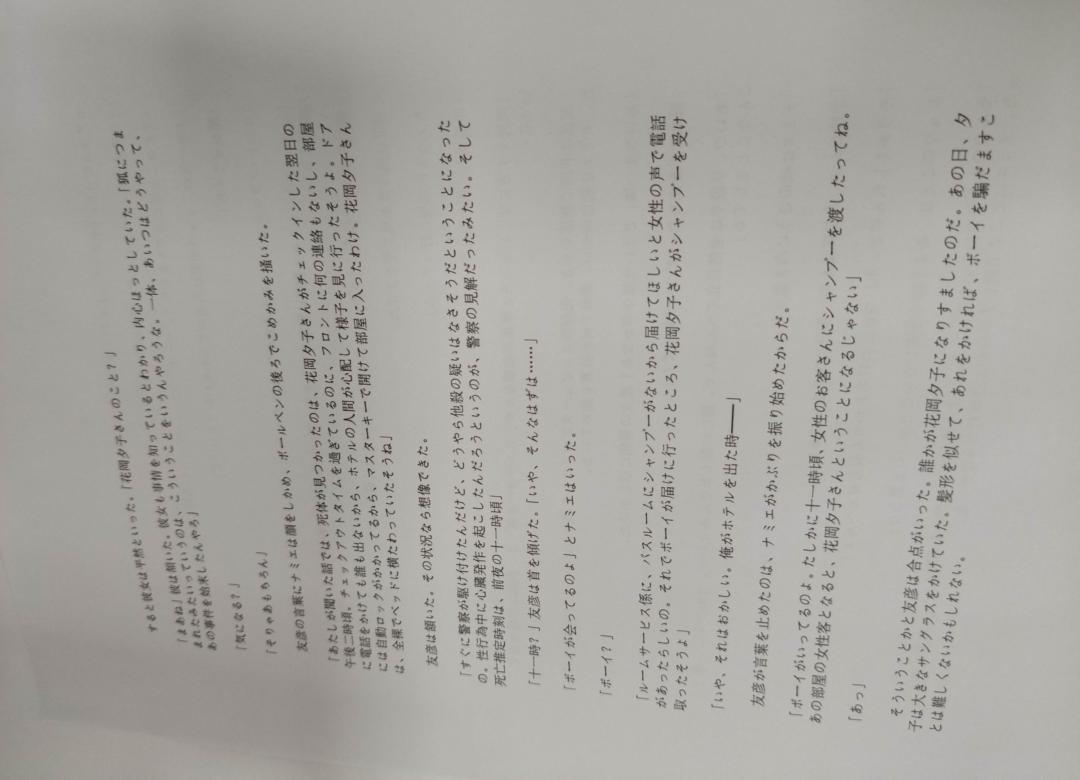 すると彼女は平然といった。「花岡夕子さんのこと？」
「まあね」彼は頷いた。彼女も事情を知っているとわかり、内心ほっとしていた。「狐につま
まれたみたいっていうのは、こういうことをいうんやろうな。一体、あいつはどうやって、
あの事件を始末したんやろ」
「気になる？」
「そりゃあもちろん」
友彦の言葉にナミエは顔をしかめ、ボールペンの後ろでこめかみを掻いた。
「あたしが聞いた話では、死体が見つかったのは、花岡夕子さんがチェックインした翌日の
午後二時頃。チェックアウトタイムを過ぎているのに、フロントに何の連絡もないし、部屋
に電話をかけても誰も出ないから、ホテルの人間が心配して様子を見に行ったそうよ。ドア
には自動ロックがかかってるから、マスターキーで開けて部屋に入ったわけ。花岡夕子さん
は、全裸でベッドに横たわっていたそうね」
友彦は頷いた。その状況なら想像できた。
「すぐに警察が駆け付けたんだけど、どうやら他殺の疑いはなさそうだということになった
の。性行為中に心臓発作を起こしたんだろうというのが、警察の見解だったみたい。そして
死亡推定時刻は、前夜の十一時頃」
「十一時？」友彦は首を傾げた。「いや、そんなはずは……」
「ボーイが会ってるのよ」とナミエはいった。
「ボーイ？」
「ルームサービス係に、バスルームにシャンプーがないから届けてほしいと女性の声で電話
があったらしいの。それでボーイが届けに行ったところ、花岡夕子さんがシャンプーを受け
取ったそうよ」
「いや、それはおかしい。俺がホテルを出た時――」
友彦が言葉を止めたのは、ナミエがかぶりを振り始めたからだ。
「ボーイがいってるのよ。たしかに十一時頃、女性のお客さんにシャンプーを渡したってね。
あの部屋の女性客となると、花岡夕子さんということになるじゃない」
「あっ」
そういうことかと友彦は合点がいった。誰かが花岡夕子になりすましたのだ。あの日、夕
子は大きなサングラスをかけていた。髪形を似せて、あれをかければ、ボーイを騙だますこ
とは難しくないかもしれない。